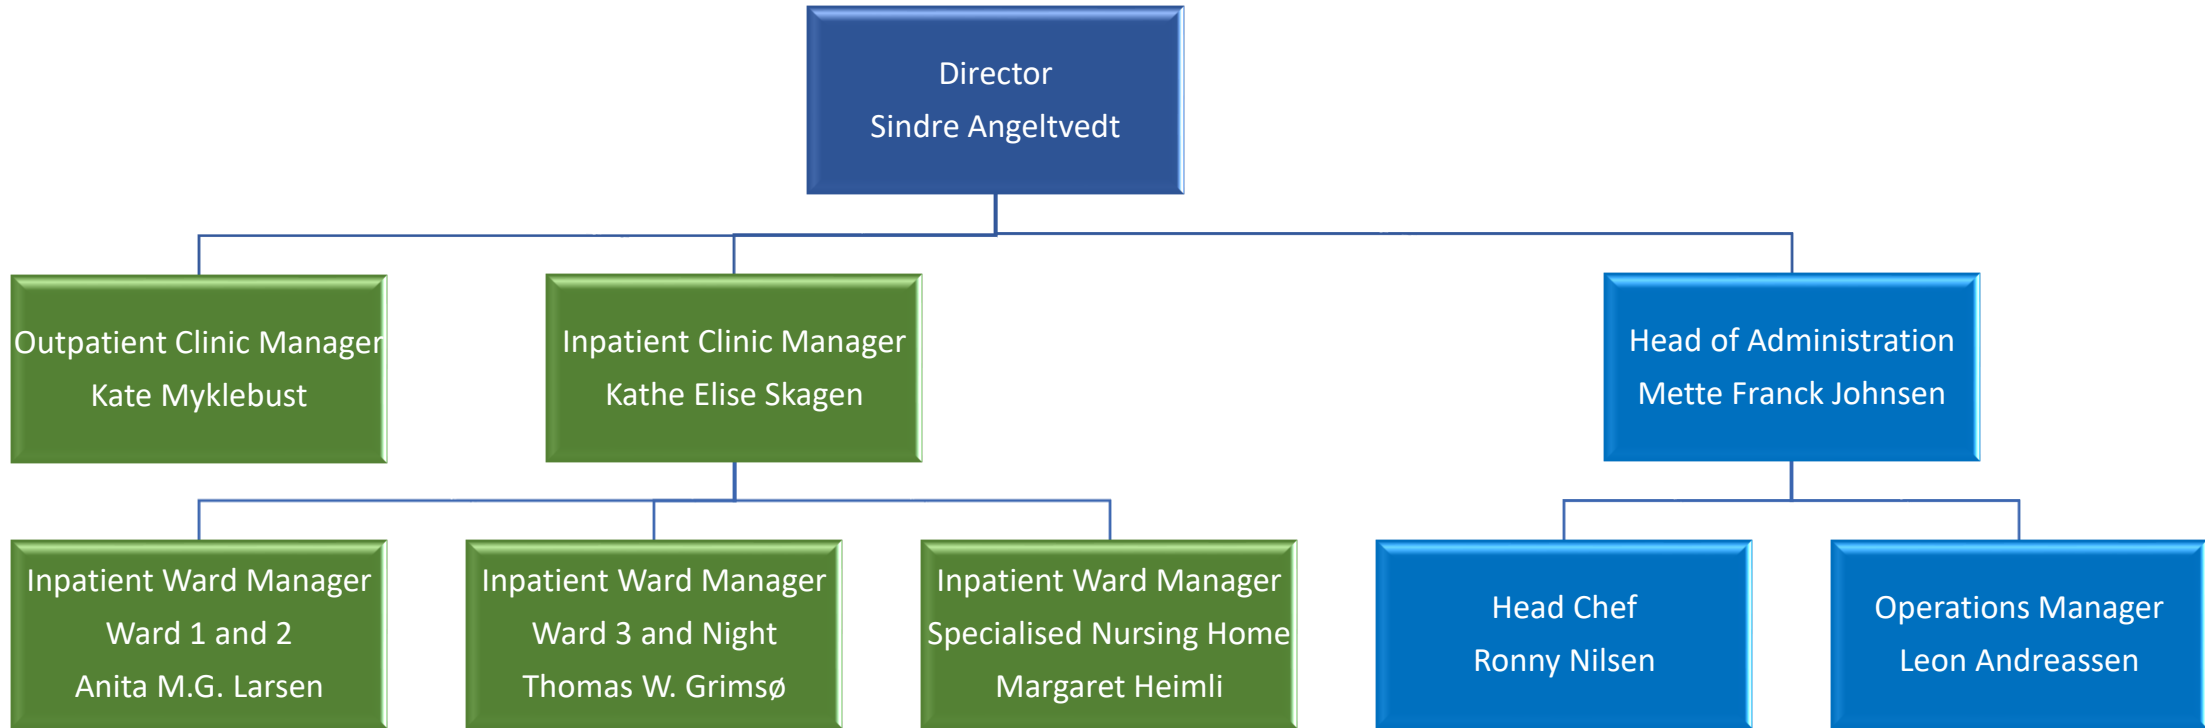 Director
Sindre Angeltvedt
Outpatient Clinic Manager
Kate Myklebust
Inpatient Clinic Manager
Kathe Elise Skagen
Head of Administration
Mette Franck Johnsen
Inpatient Ward Manager
Ward 1 and 2
Anita M.G. Larsen
Inpatient Ward Manager
Ward 3 and Night
Thomas W. Grimsø
Inpatient Ward Manager
Specialised Nursing Home
Margaret Heimli
Head Chef
Ronny Nilsen
Operations Manager
Leon Andreassen